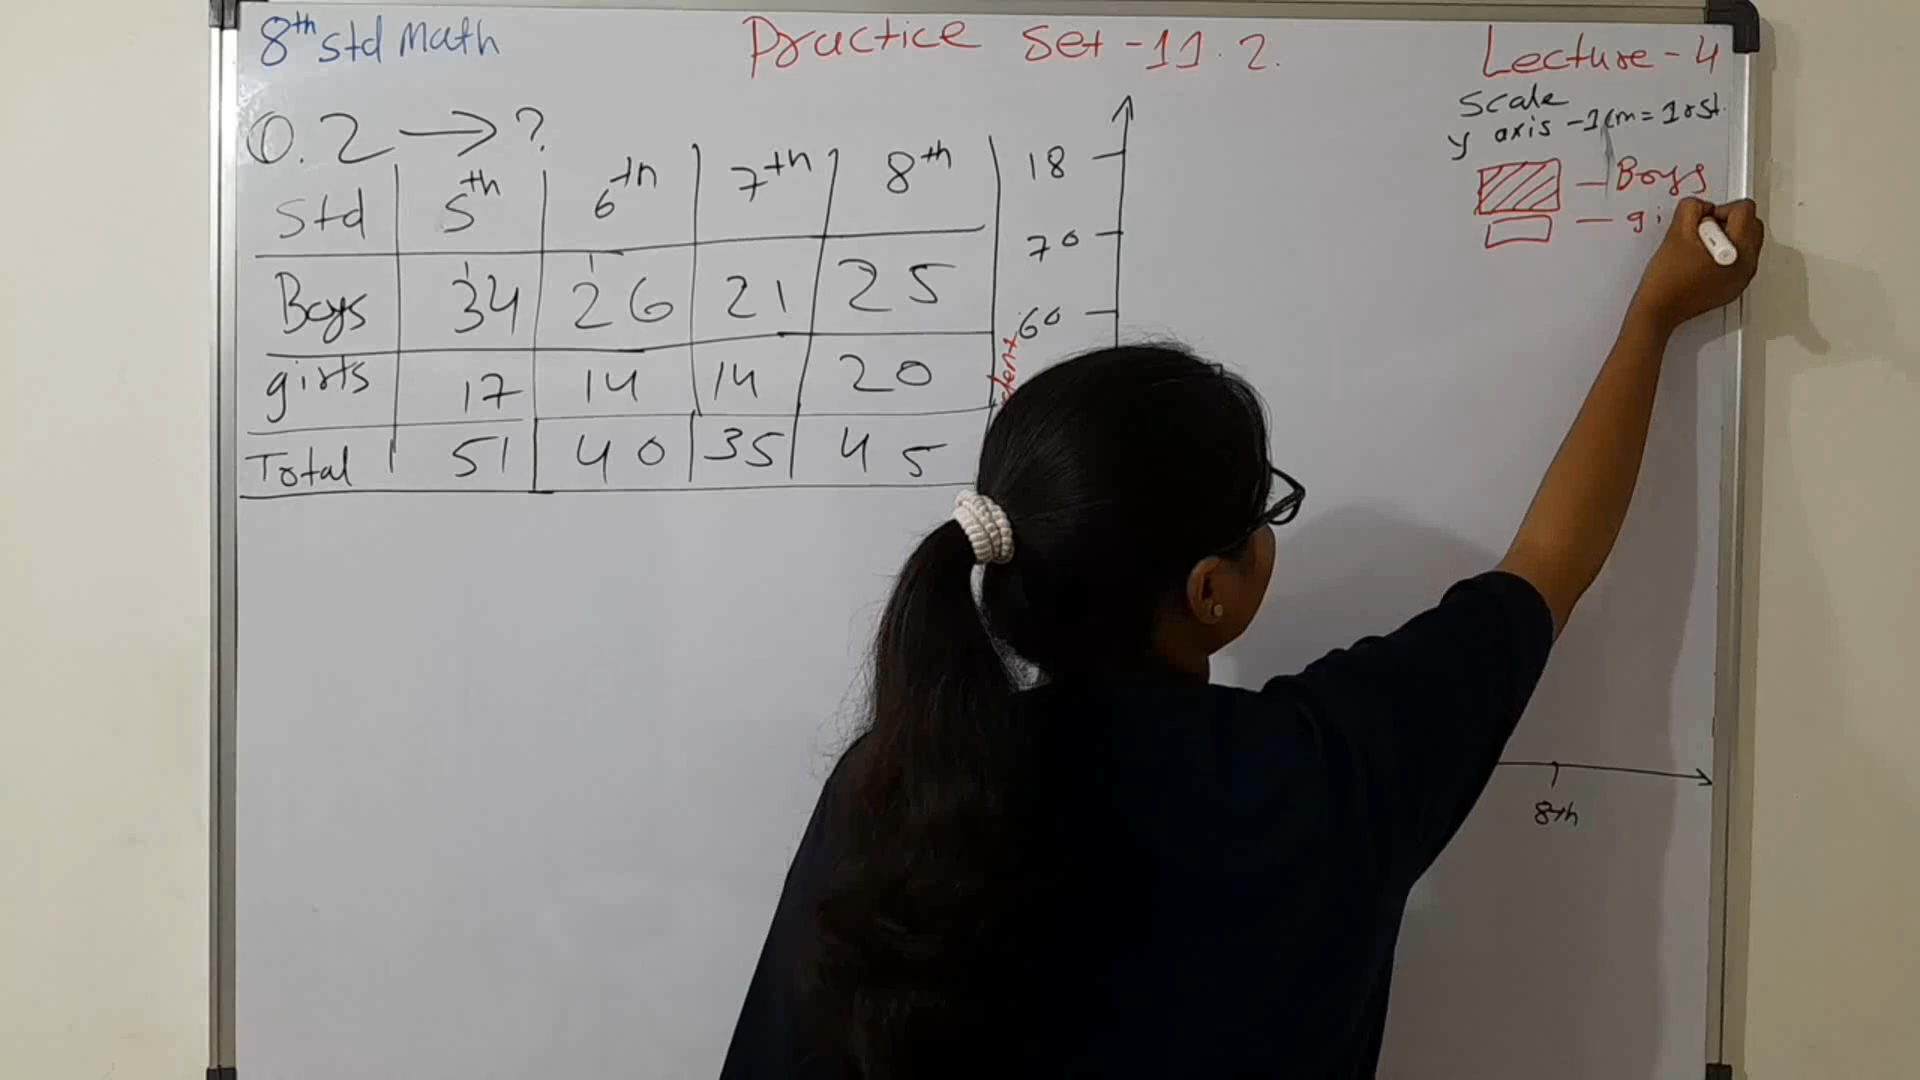 8th std Math
Practice Set - 11.2.
Lecture - 4
Q.2 → ?
Std 5th 6th 7th 8th
Boys 34 26 21 25
girls 17 14 14 20
Total 51 40 35 45
18
70
60
Scale
y axis - 1cm = 10 St.
- Boys
- gi
8th